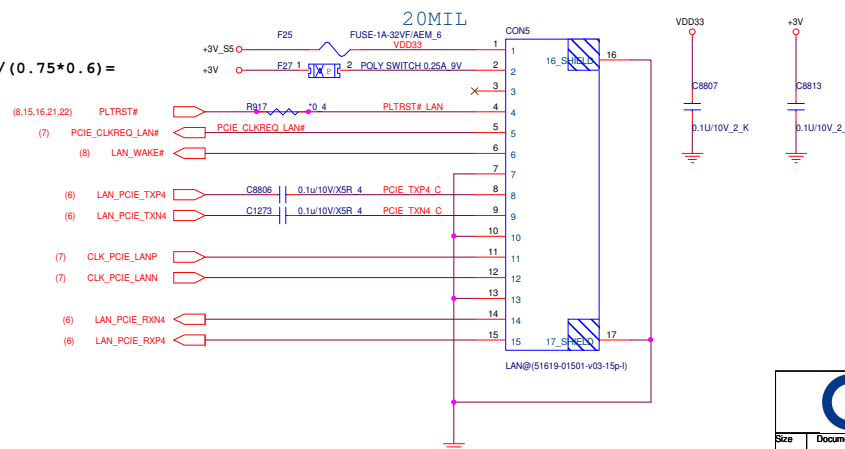 20MIL
F25 FUSE-1A-32VF/AEM_6 CON5 VDD33 +3V
+3V_S5 VDD33 1 1
/(0.75*0.6)=
+3V F27 1 2 POLY SWITCH 0.25A_9V 2 2 16_SHIELD 16
3 3 C8807 C8813
(8,15,16,21,22) PLTRST# R917 *0_4 PLTRST#_LAN 4 4
(7) PCIE_CLKREQ_LAN# PCIE_CLKREQ_LAN# 5 5 0.1U/10V_2_K 0.1U/10V_2_
(8) LAN_WAKE# 6 6
7 7
(6) LAN_PCIE_TXP4 C8806 0.1u/10V/X5R_4 PCIE_TXP4_C 8 8
(6) LAN_PCIE_TXN4 C1273 0.1u/10V/X5R_4 PCIE_TXN4_C 9 9
10 10
(7) CLK_PCIE_LANP 11 11
(7) CLK_PCIE_LANN 12 12
13 13
(6) LAN_PCIE_RXN4 14 14
(6) LAN_PCIE_RXP4 15 15 17_SHIELD 17
LAN@(51619-01501-v03-15p-l)
Size Docum